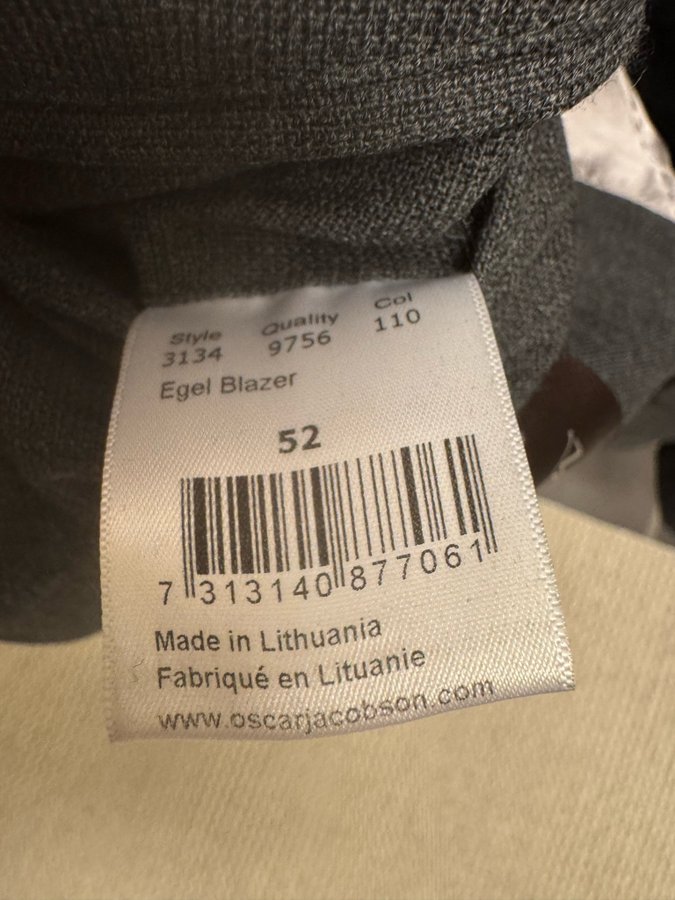 Style Quality Col
3134 9756 110
Egel Blazer
52
7 313140 877061
Made in Lithuania
Fabriqué en Lituanie
www.oscarjacobson.com